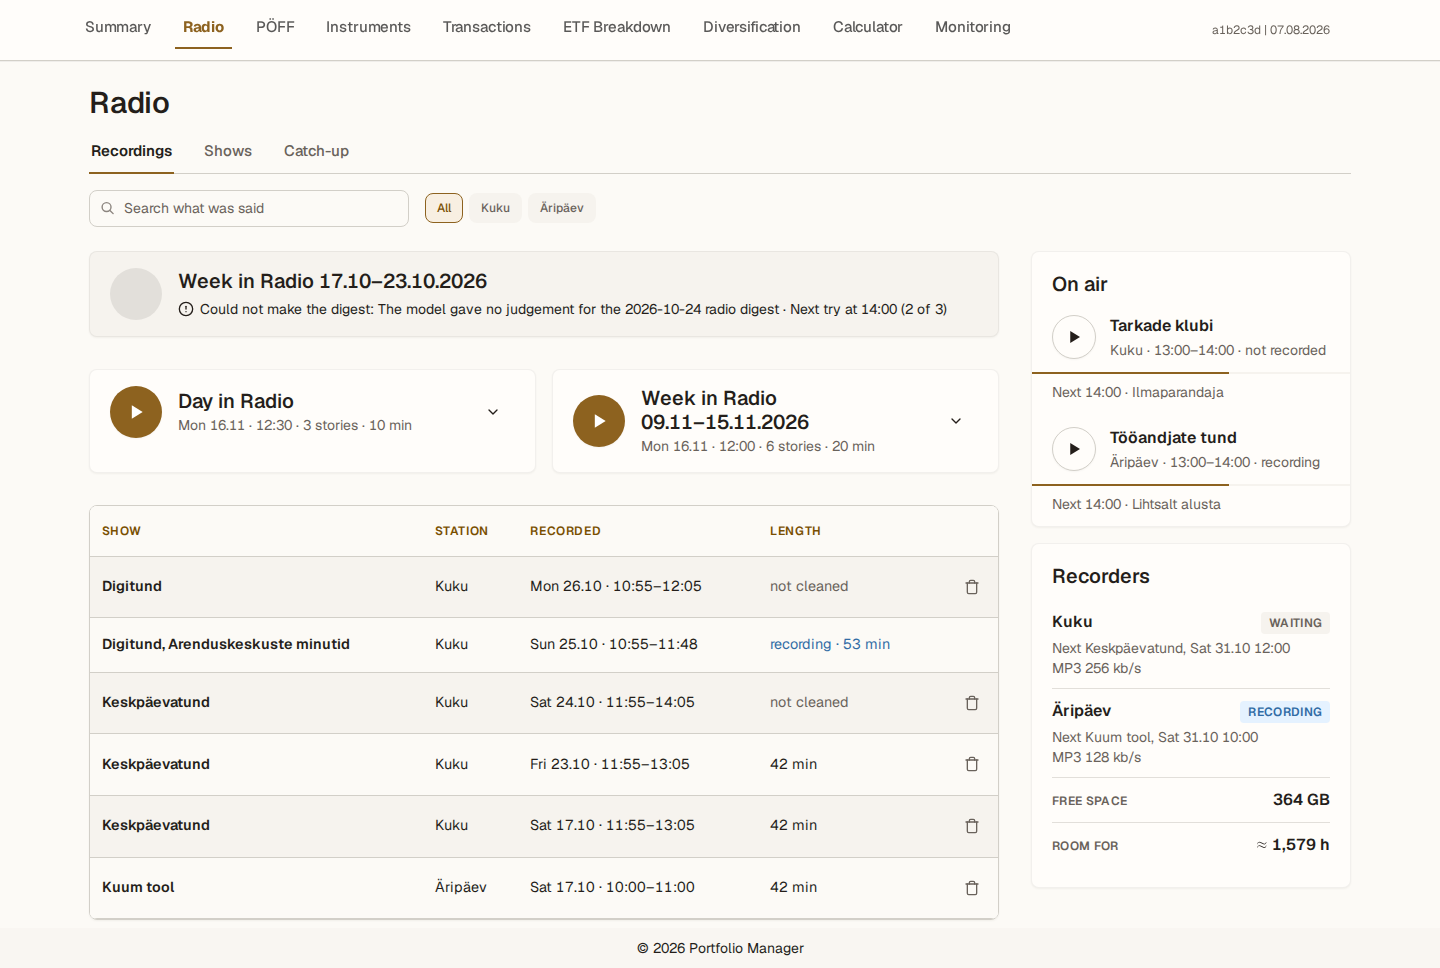 Summary Radio PÖFF Instruments Transactions ETF Breakdown Diversification Calculator Monitoring a1b2c3d | 07.08.2026
Radio
Recordings Shows Catch-up
Search what was said All Kuku Äripäev
Week in Radio 17.10–23.10.2026
Could not make the digest: The model gave no judgement for the 2026-10-24 radio digest · Next try at 14:00 (2 of 3)
Day in Radio
Mon 16.11 · 12:30 · 3 stories · 10 min
Week in Radio
09.11–15.11.2026
Mon 16.11 · 12:00 · 6 stories · 20 min
SHOW STATION RECORDED LENGTH
Digitund Kuku Mon 26.10 · 10:55–12:05 not cleaned
Digitund, Arenduskeskuste minutid Kuku Sun 25.10 · 10:55–11:48 recording · 53 min
Keskpäevatund Kuku Sat 24.10 · 11:55–14:05 not cleaned
Keskpäevatund Kuku Fri 23.10 · 11:55–13:05 42 min
Keskpäevatund Kuku Sat 17.10 · 11:55–13:05 42 min
Kuum tool Äripäev Sat 17.10 · 10:00–11:00 42 min
On air
Tarkade klubi
Kuku · 13:00–14:00 · not recorded
Next 14:00 · Ilmaparandaja
Tööandjate tund
Äripäev · 13:00–14:00 · recording
Next 14:00 · Lihtsalt alusta
Recorders
Kuku WAITING
Next Keskpäevatund, Sat 31.10 12:00
MP3 256 kb/s
Äripäev RECORDING
Next Kuum tool, Sat 31.10 10:00
MP3 128 kb/s
FREE SPACE 364 GB
ROOM FOR ≈ 1,579 h
© 2026 Portfolio Manager